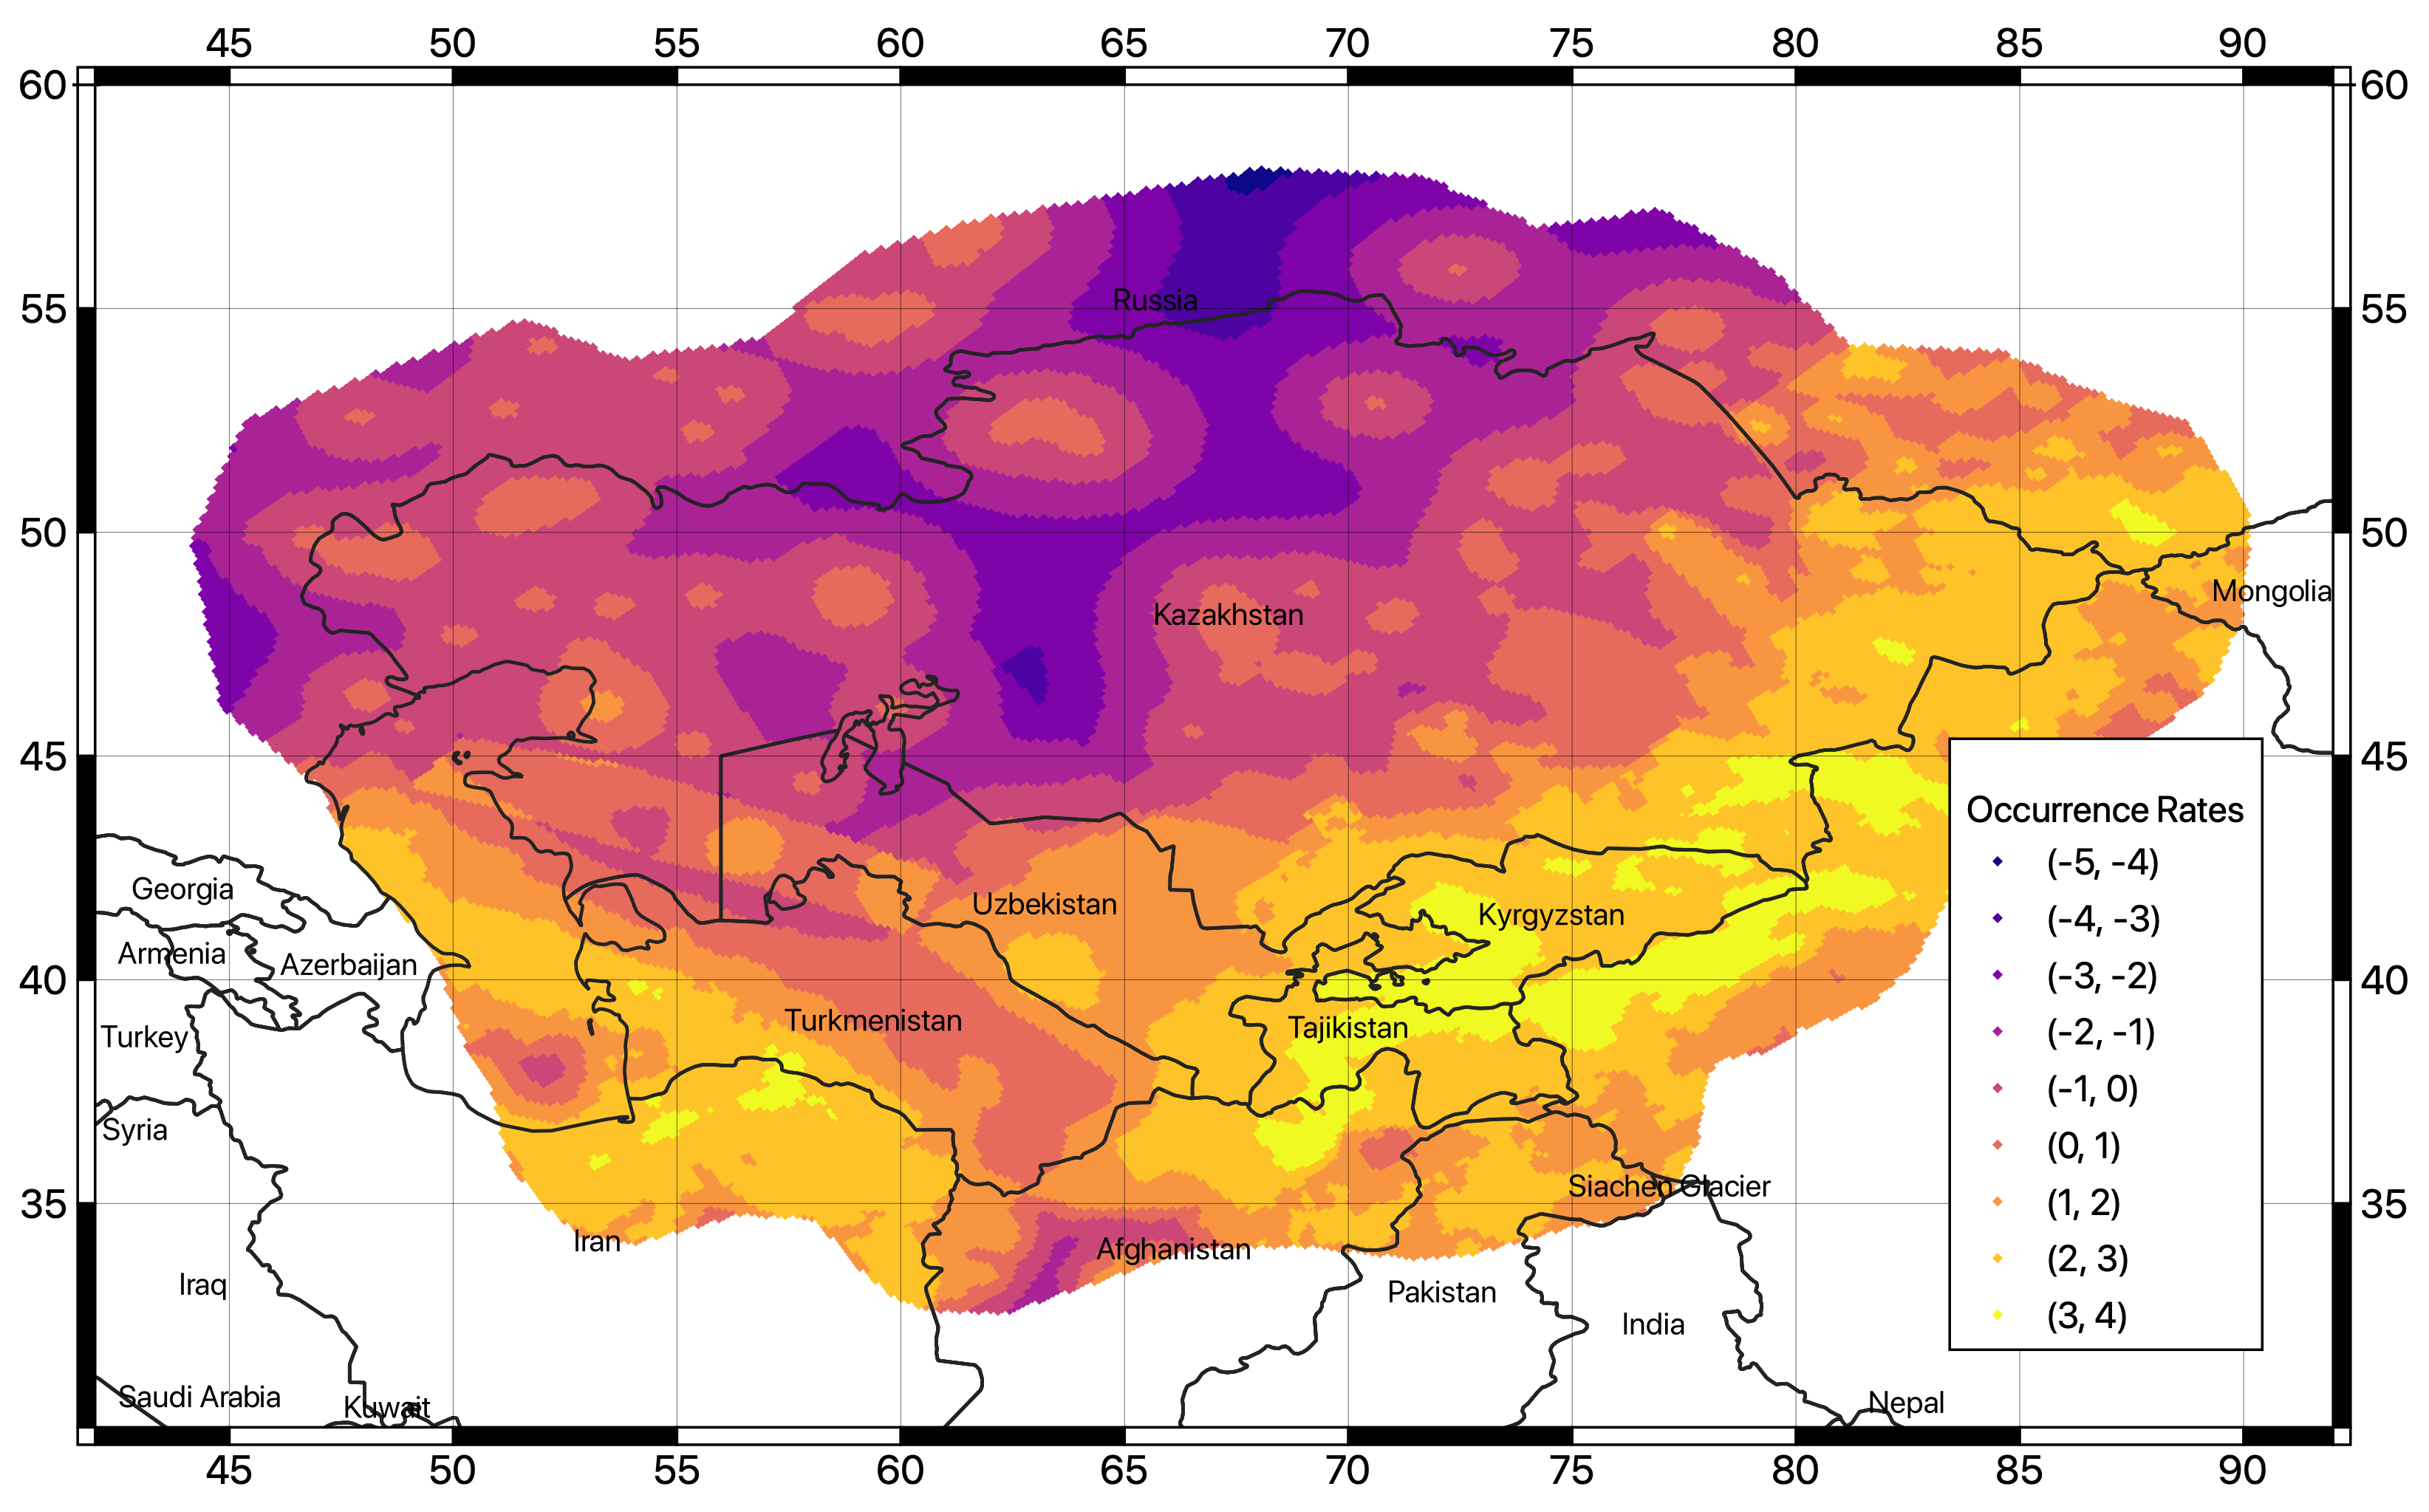 45 50 55 60 65 70 75 80 85 90
60 60
Russia
55 55
50 50
Mongolia
Kazakhstan
45 45
Occurrence Rates
(-5, -4)
Georgia
Uzbekistan
Kyrgyzstan
(-4, -3)
Armenia
Azerbaijan
40 40
(-3, -2)
Turkey
Turkmenistan
Tajikistan
(-2, -1)
(-1, 0)
Syria
(0, 1)
Siachen Glacier
35 35
(1, 2)
Iran
Afghanistan
(2, 3)
Iraq
Pakistan
India
(3, 4)
Saudi Arabia
Kuwait
Nepal
45 50 55 60 65 70 75 80 85 90